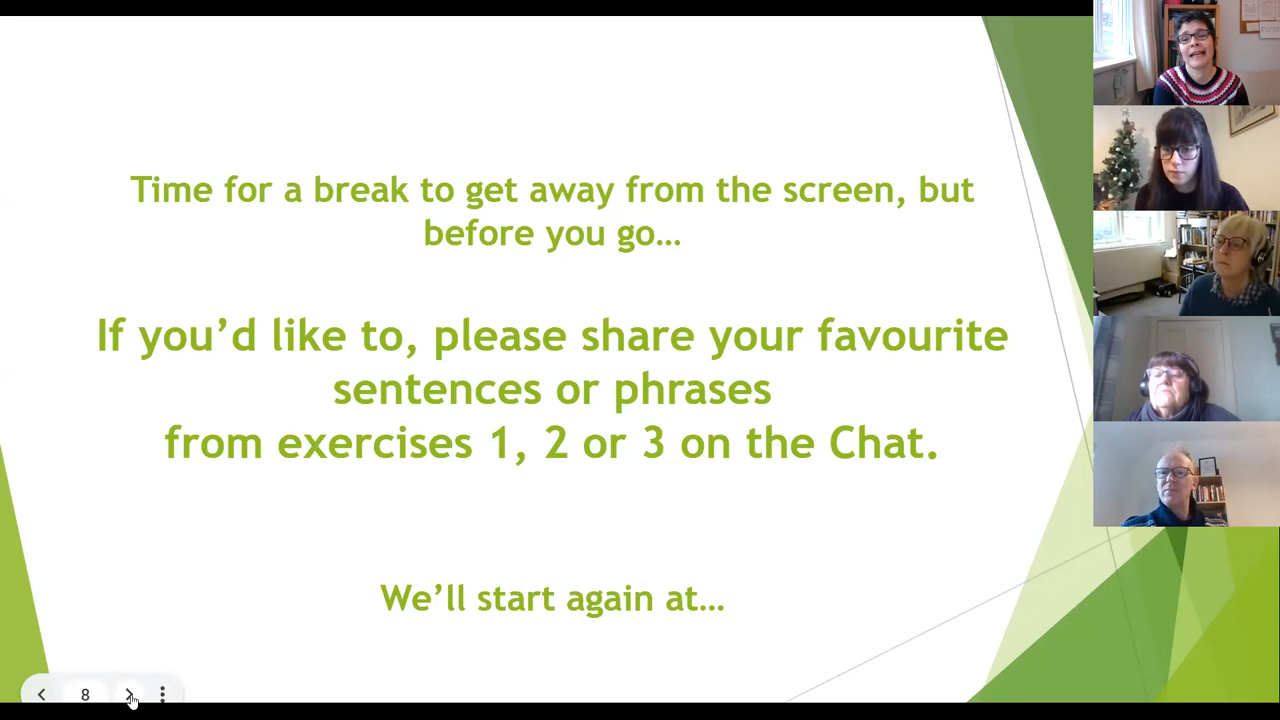 Time for a break to get away from the screen, but
before you go…
If you’d like to, please share your favourite
sentences or phrases
from exercises 1, 2 or 3 on the Chat.
We’ll start again at…
8